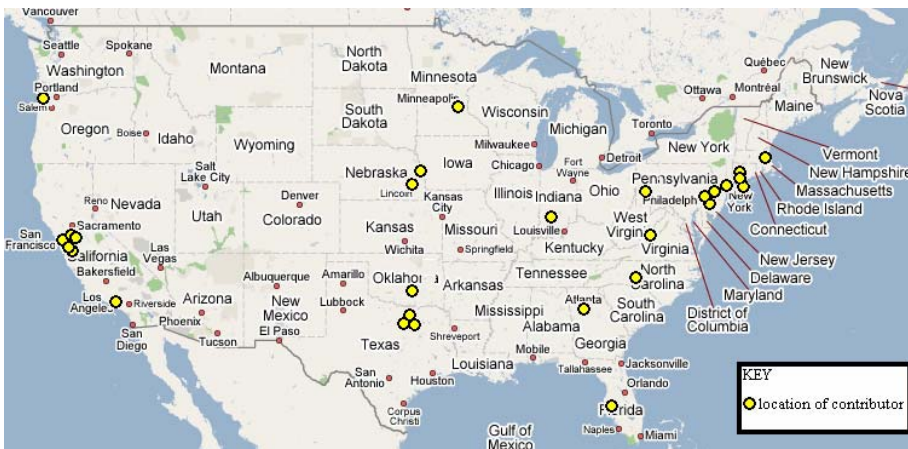 Vancouver
Québec
New
Brunswick
Seattle
Spokane
North
Dakota
Washington
Montana
Minnesota
Ottawa
Montréal
Maine
Nova
Scotia
Portland
Minneapolis
Salem
South
Dakota
Wisconsin
Toronto
Oregon
Boise
Idaho
Michigan
Vermont
Wyoming
Milwaukee
New York
New Hampshire
Salt
Lake City
Iowa
Chicago
Detroit
Fort
Wayne
Massachusetts
Nebraska
Pennsylvania
Rhode Island
Reno
Nevada
Lincoln
Illinois
Indiana
Ohio
Philadelph
New
York
Denver
Kansas
City
Connecticut
Sacramento
Utah
Colorado
West
Virgin
San
Francisco
Kansas
Missouri
Louisville
Virginia
California
Las
Vegas
Wichita
Springfield
Kentucky
New Jersey
Bakersfield
Delaware
Albuquerque
Amarillo
Oklahoma
Tennessee
North
Carolina
Maryland
Los
Angeles
Riverside
Arizona
New
Mexico
Lubbock
Arkansas
Atlanta
South
Carolina
District of
Columbia
Phoenix
Mississippi
Alabama
San
Diego
Tucson
El Paso
Texas
Shreveport
Georgia
Louisiana
Mobile
Tallahassee
Jacksonville
San
Antonio
Houston
Orlando
Corpus
Christi
Florida
Gulf of
Mexico
Naples
Miami
KEY
location of contributor